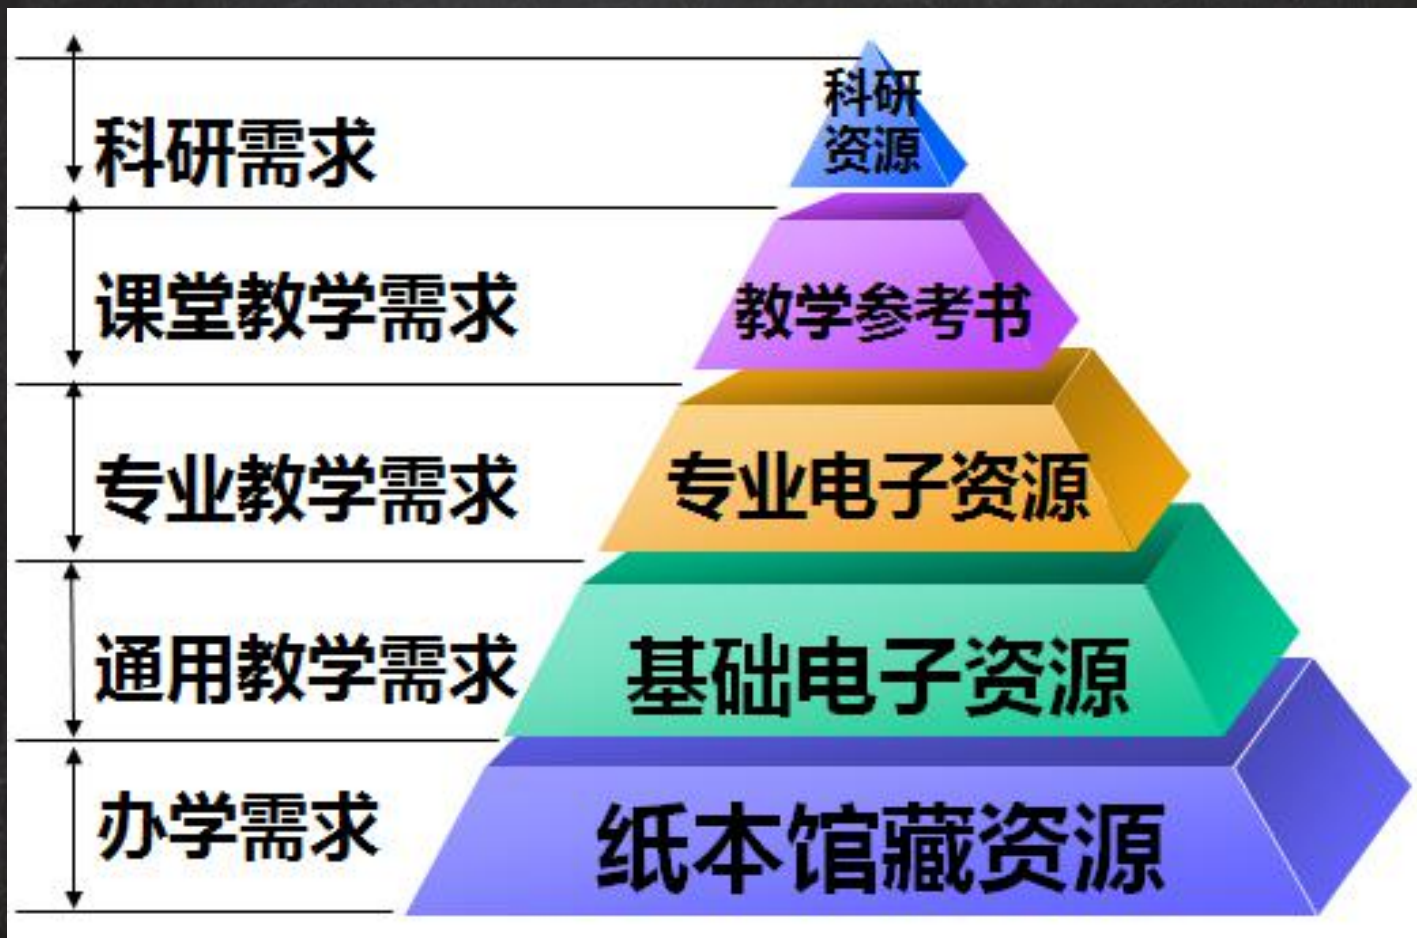 科研需求
科研
资源
课堂教学需求
教学参考书
专业教学需求
专业电子资源
通用教学需求
基础电子资源
办学需求
纸本馆藏资源